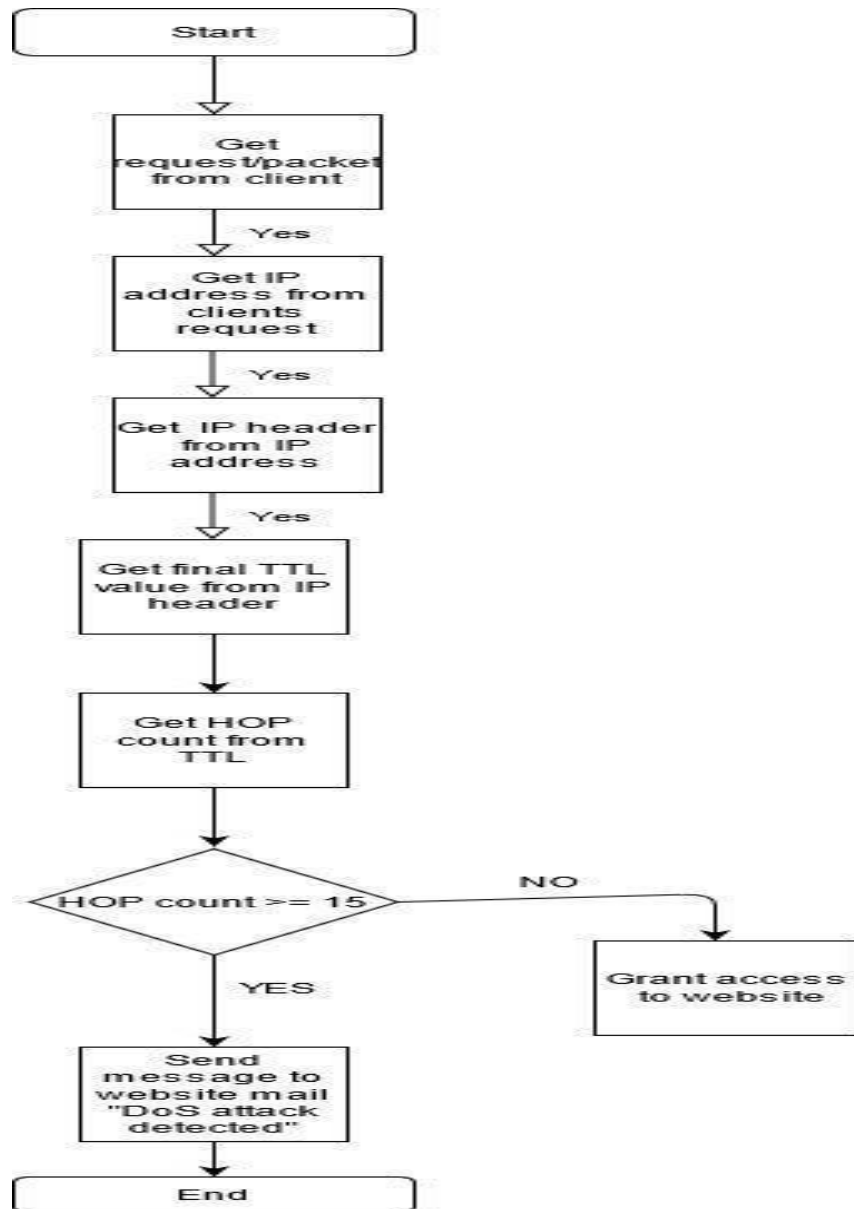 Start
Get
request/packet
from client
Yes
Get IP
address from
clients
request
Yes
Get IP header
from IP
address
Yes
Get final TTL
value from IP
header
Get HOP
count from
TTL
HOP count >= 15
NO
Grant access
to website
YES
Send
message to
website mail
"DoS attack
detected"
End